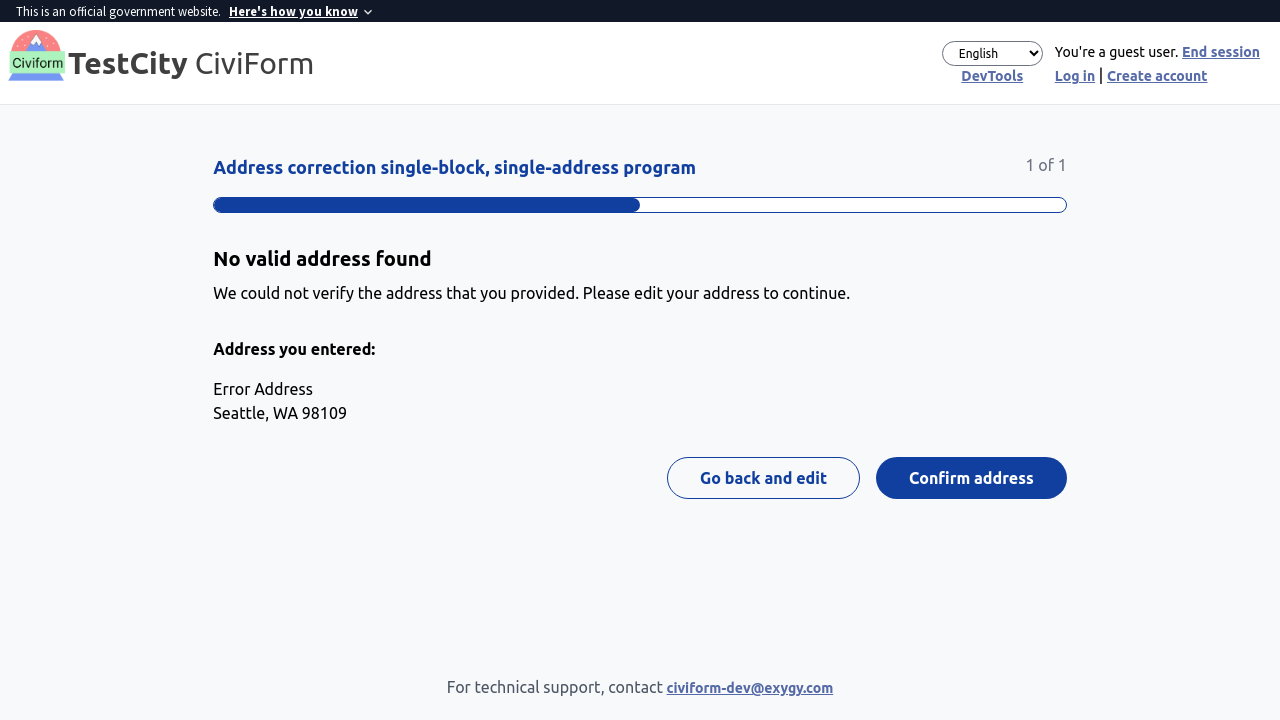 This is an official government website. Here's how you know
Civiform
TestCity CiviForm
English
DevTools
You're a guest user. End session
Log in | Create account
Address correction single-block, single-address program
1 of 1
No valid address found
We could not verify the address that you provided. Please edit your address to continue.
Address you entered:
Error Address
Seattle, WA 98109
Go back and edit
Confirm address
For technical support, contact civiform-dev@exygy.com